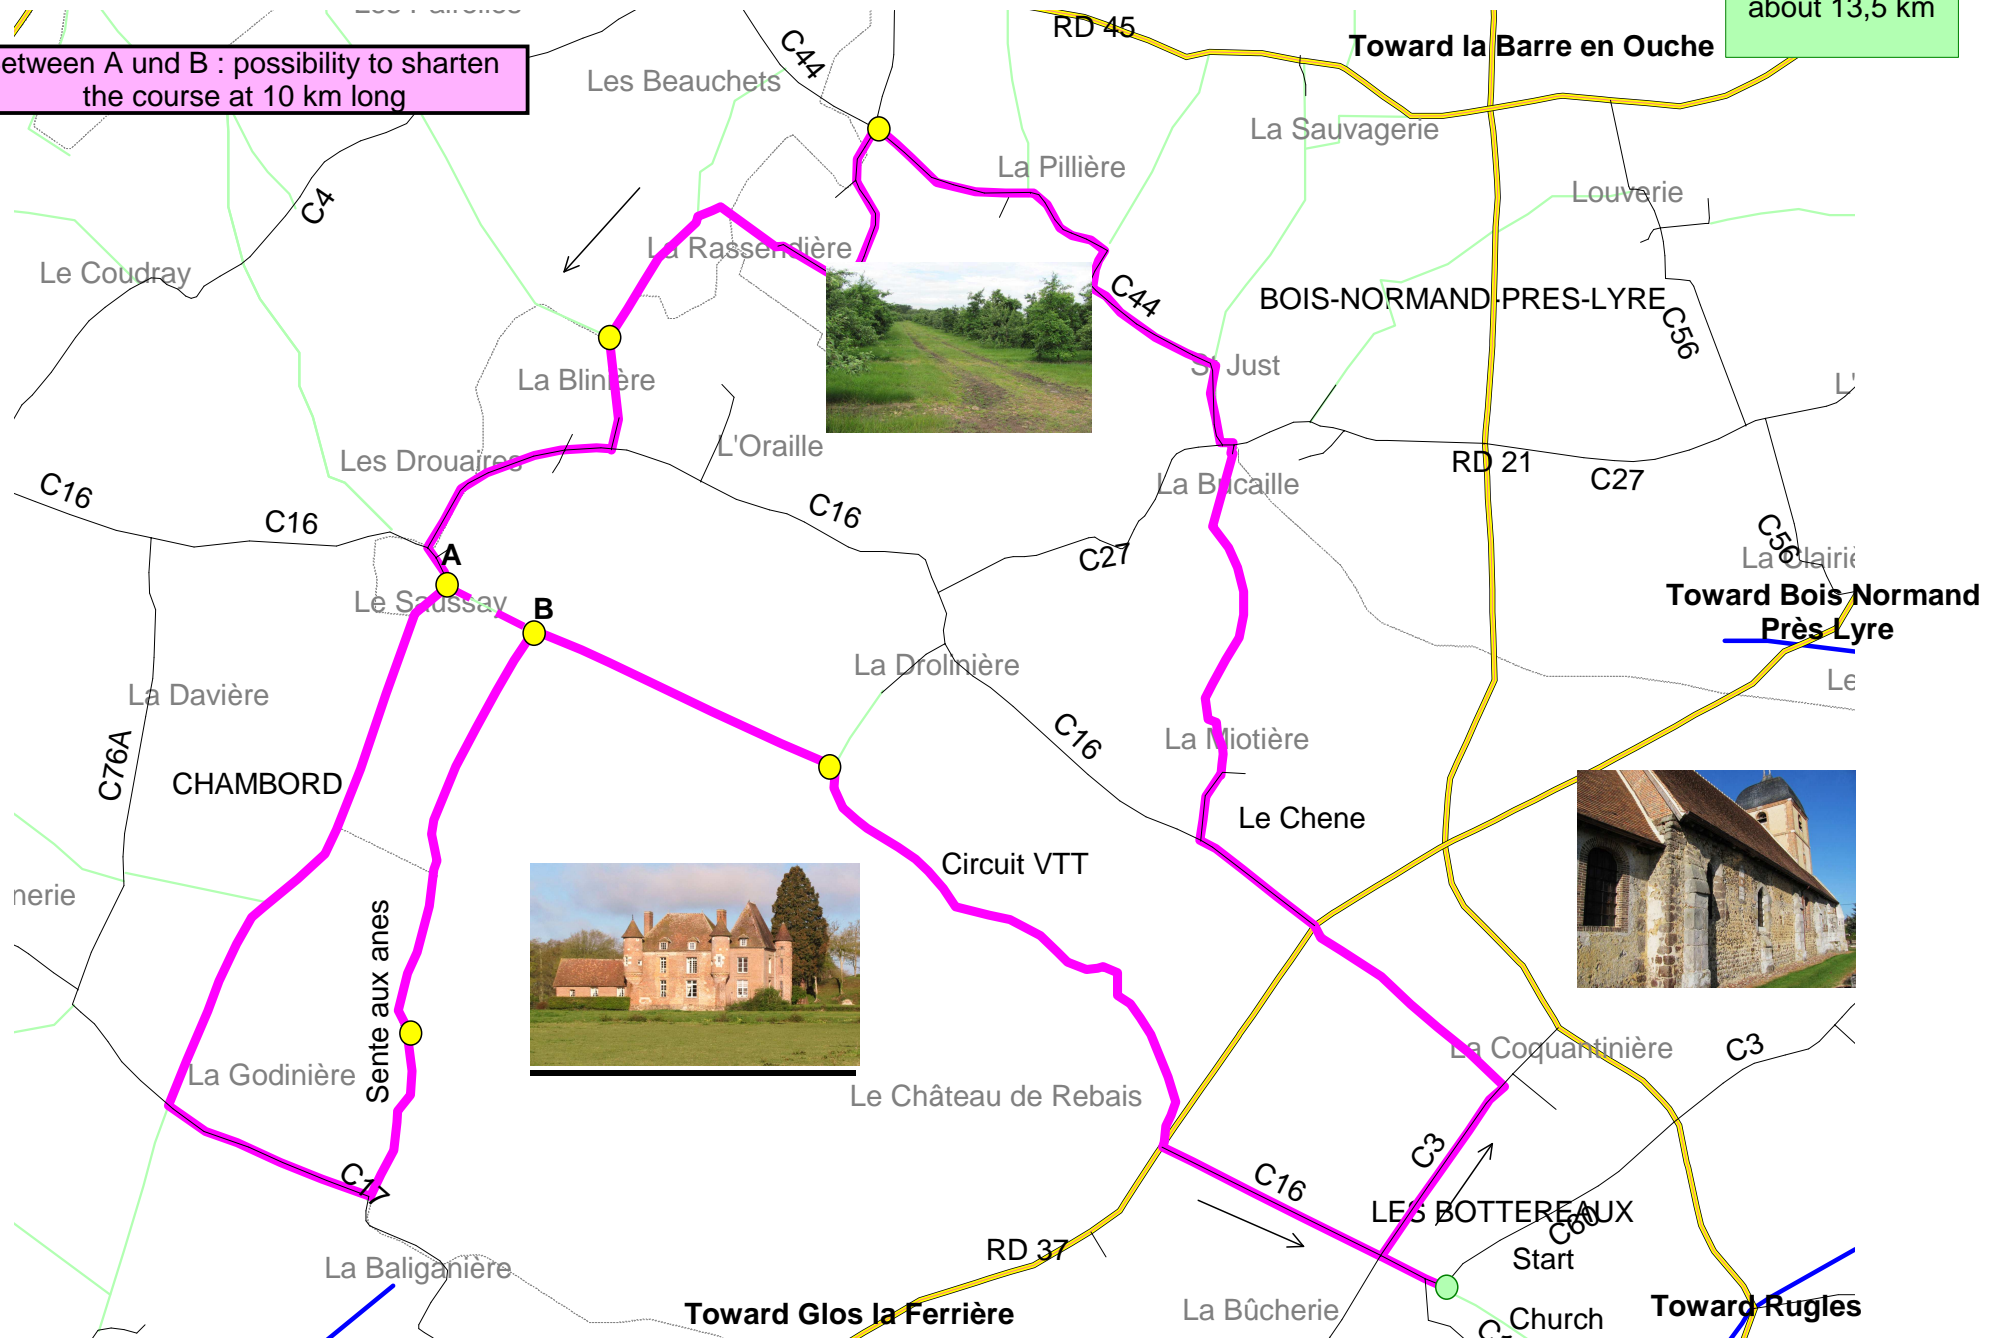 about 13,5 km
RD 45
Toward la Barre en Ouche
C44
etween A und B : possibility to sharten
the course at 10 km long
Les Beauchets
La Sauvagerie
La Pillière
Louverie
C4
La Rassendière
Le Coudray
C44
BOIS-NORMAND-PRES-LYRE
C56
St Just
La Blinière
L'
L'Oraille
Les Drouaires
RD 21
C27
La Bucaille
C16
C16
C16
C56
A
C27
La Clairiè
Le Saussay
B
Toward Bois Normand
Près Lyre
La Drolinière
Le
La Davière
C16
La Miotière
C76A
CHAMBORD
Le Chene
Circuit VTT
nerie
Sente aux anes
La Coquantinière
C3
La Godinière
Le Château de Rebais
C3
C16
C17
LES BOTTEREAUX
C60
RD 37
Start
La Baliganière
Toward Glos la Ferrière
La Bûcherie
Church
Toward Rugles